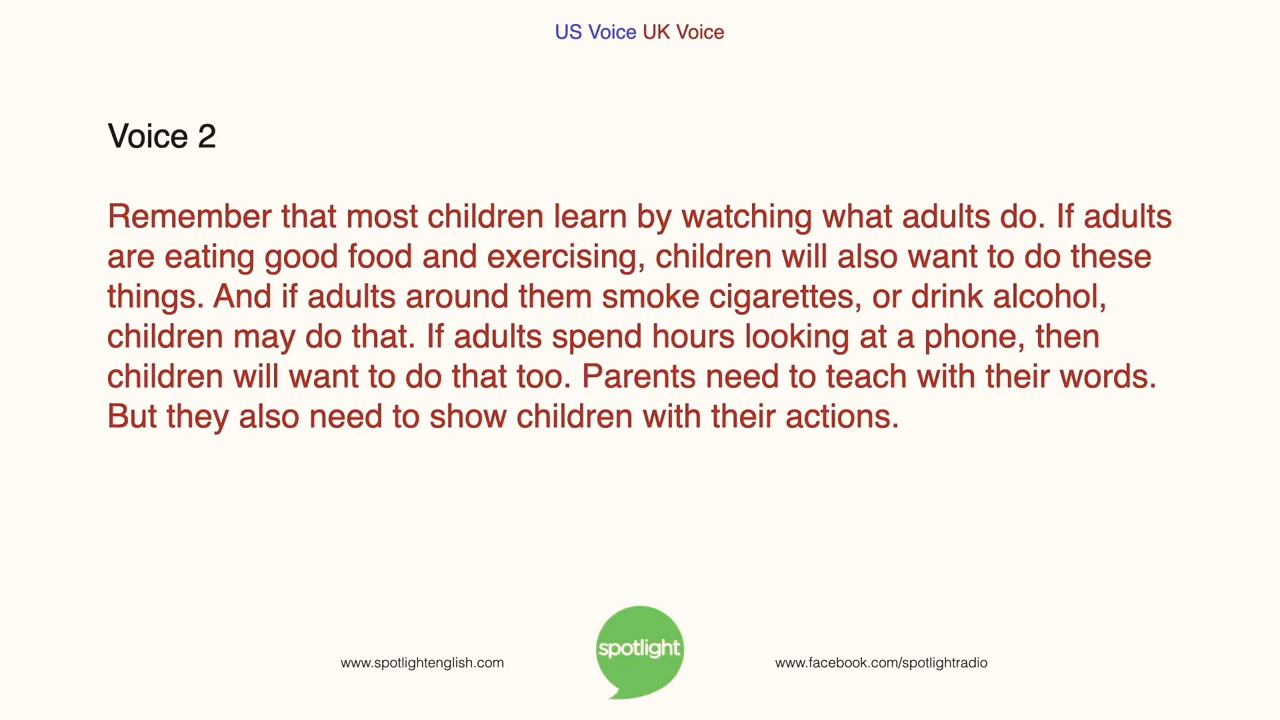 US Voice UK Voice
Voice 2
Remember that most children learn by watching what adults do. If adults
are eating good food and exercising, children will also want to do these
things. And if adults around them smoke cigarettes, or drink alcohol,
children may do that. If adults spend hours looking at a phone, then
children will want to do that too. Parents need to teach with their words.
But they also need to show children with their actions.
www.spotlightenglish.com
spotlight
www.facebook.com/spotlightradio